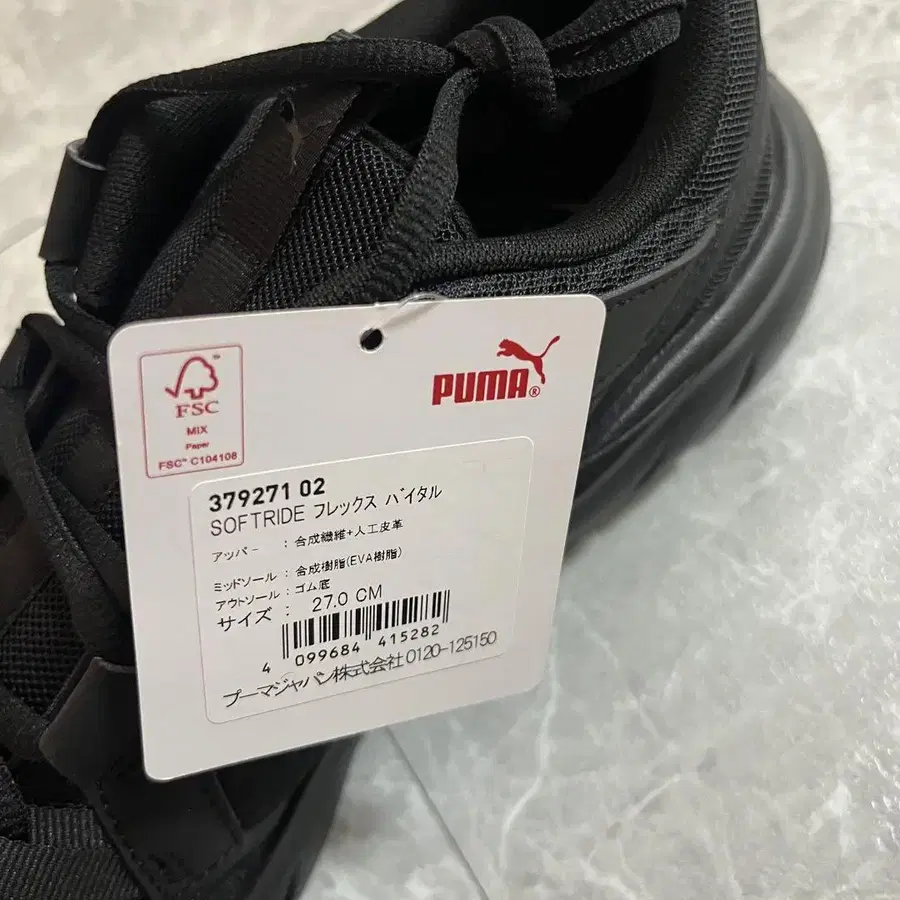 PUMA®
FSC
MIX
Paper
FSC™ C104108
379271 02
SOFTRIDE フレックス バイタル
アッパー : 合成繊維+人工皮革
ミッドソール : 合成樹脂(EVA樹脂)
アウトソール : ゴム底
サイズ : 27.0 CM
4 099684 415282
プーマジャパン株式会社 0120-125150